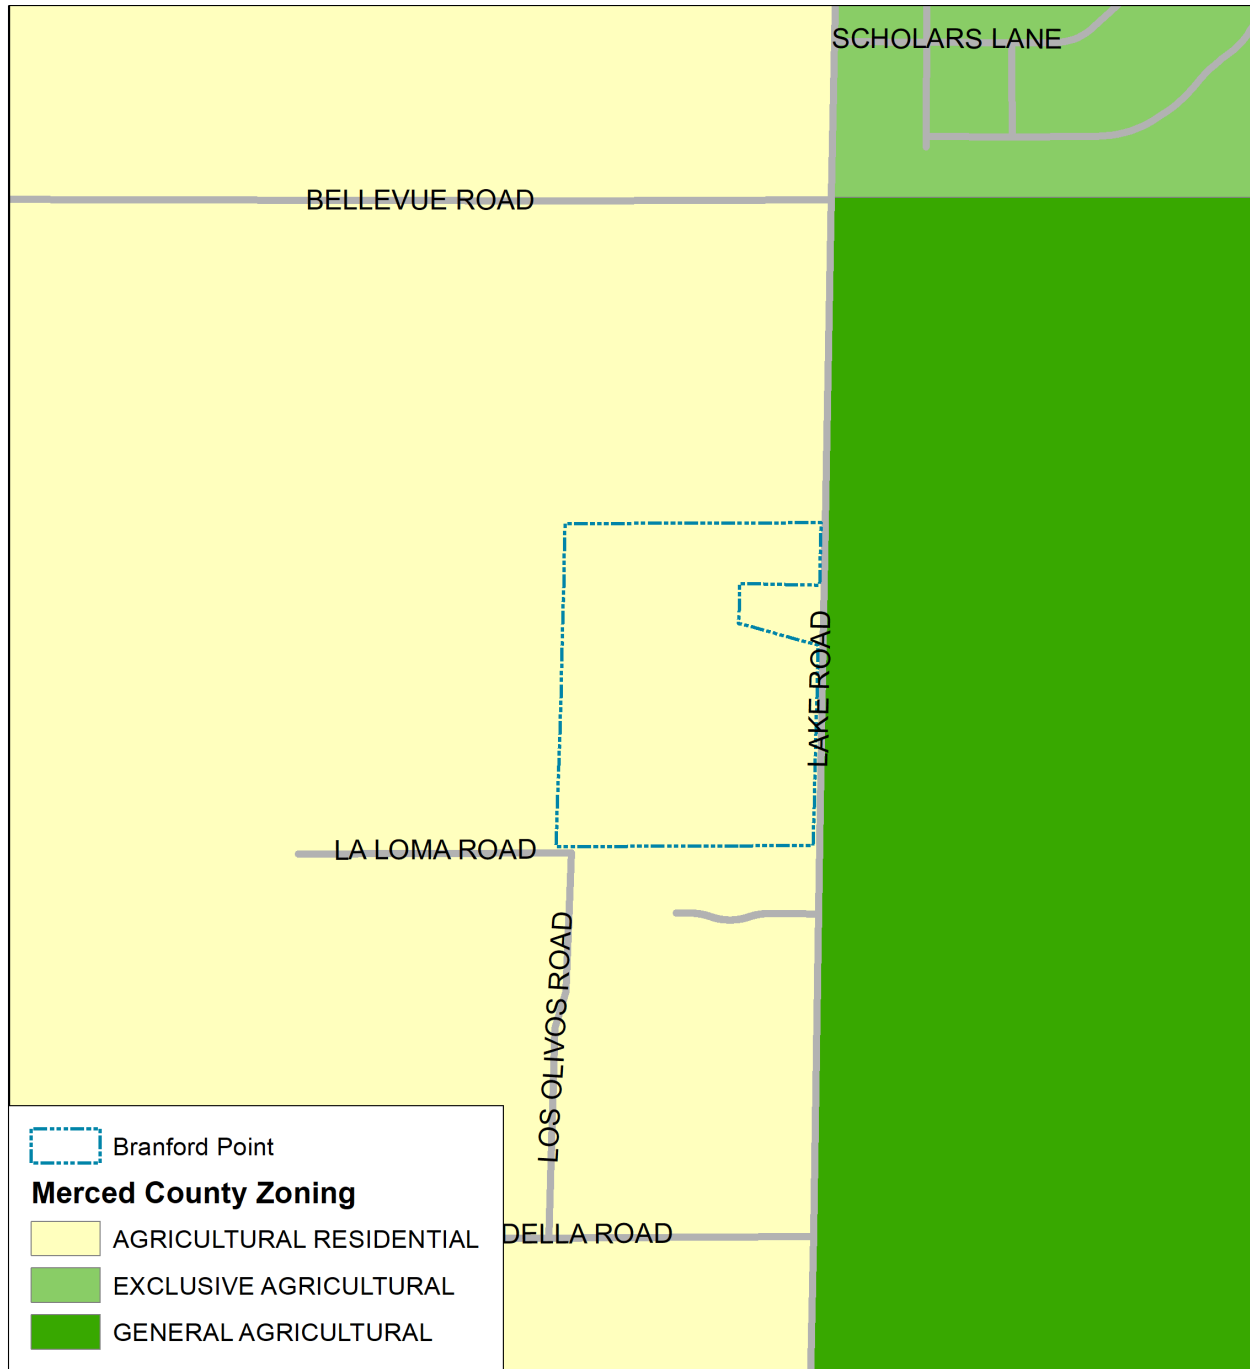 SCHOLARS LANE
BELLEVUE ROAD
LAKE ROAD
LA LOMA ROAD
LOS OLIVOS ROAD
DELLA ROAD
Branford Point
Merced County Zoning
AGRICULTURAL RESIDENTIAL
EXCLUSIVE AGRICULTURAL
GENERAL AGRICULTURAL